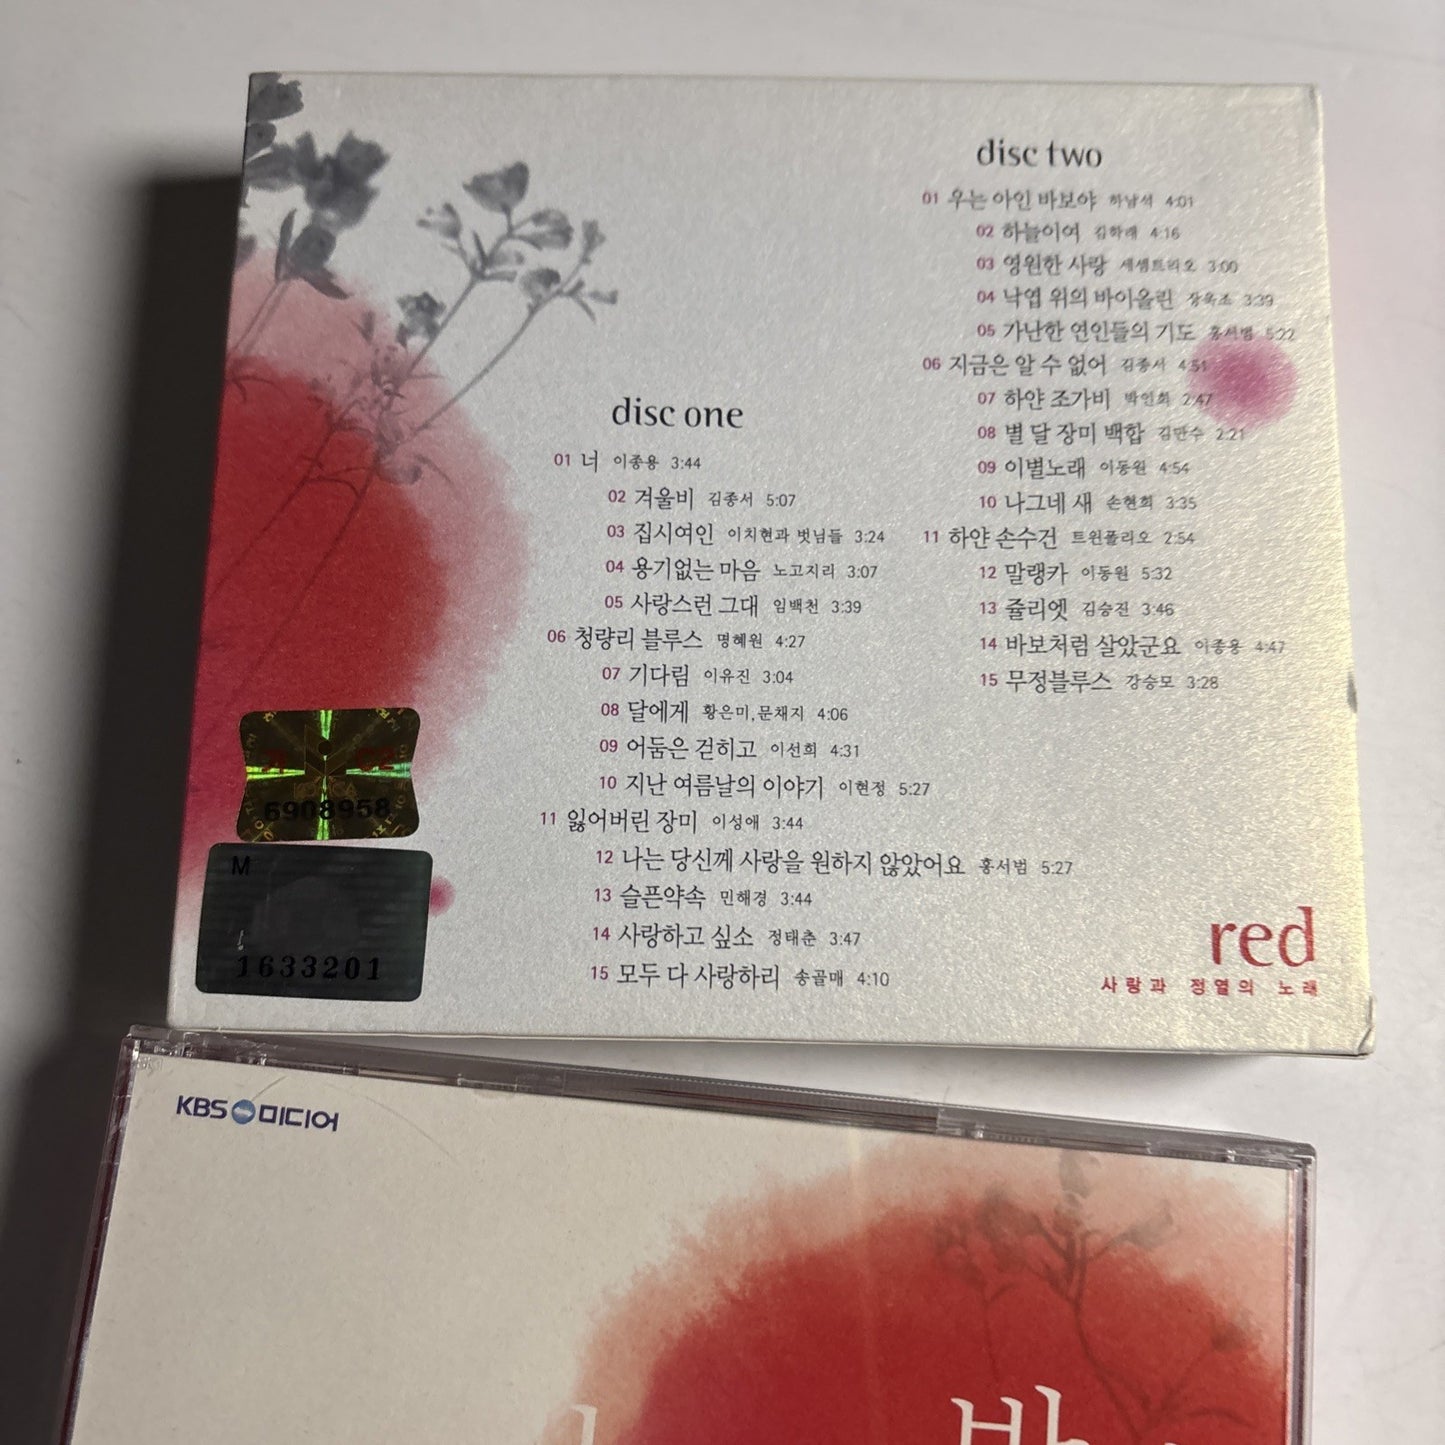 disc one
01 너 이종용 3:44
02 겨울비 김종서 5:07
03 집시여인 이치현과 벗님들 3:24
04 용기없는 마음 노고지리 3:07
05 사랑스런 그대 임백천 3:39
06 청량리 블루스 명혜원 4:27
07 기다림 이유진 3:04
08 달에게 황은미,문채지 4:06
09 어둠은 걷히고 이선희 4:31
10 지난 여름날의 이야기 이현정 5:27
11 잃어버린 장미 이성애 3:44
12 나는 당신께 사랑을 원하지 않았어요 홍서범 5:27
13 슬픈약속 민해경 3:44
14 사랑하고 싶소 정태춘 3:47
15 모두 다 사랑하리 송골매 4:10
disc two
01 우는 아인 바보야 하남석 4:01
02 하늘이여 김학래 4:16
03 영원한 사랑 세샘트리오 3:00
04 낙엽 위의 바이올린 장욱조 3:39
05 가난한 연인들의 기도 홍서범 5:22
06 지금은 알 수 없어 김종서 4:51
07 하얀 조가비 박인희 2:47
08 별 달 장미 백합 김만수 2:21
09 이별노래 이동원 4:54
10 나그네 새 손현희 3:35
11 하얀 손수건 트윈폴리오 2:54
12 말랭카 이동원 5:32
13 쥴리엣 김승진 3:46
14 바보처럼 살았군요 이종용 4:47
15 무정블루스 강승모 3:28
6908958
M
1633201
red
사랑과 정열의 노래
KBS 미디어